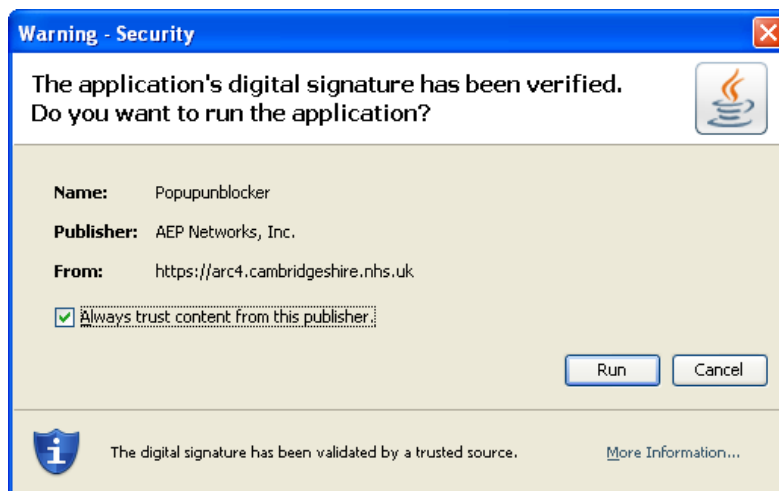 Warning - Security
The application's digital signature has been verified.
Do you want to run the application?
Name: Popupunblocker
Publisher: AEP Networks, Inc.
From: https://arc4.cambridgeshire.nhs.uk
Always trust content from this publisher.
Run Cancel
The digital signature has been validated by a trusted source. More Information...